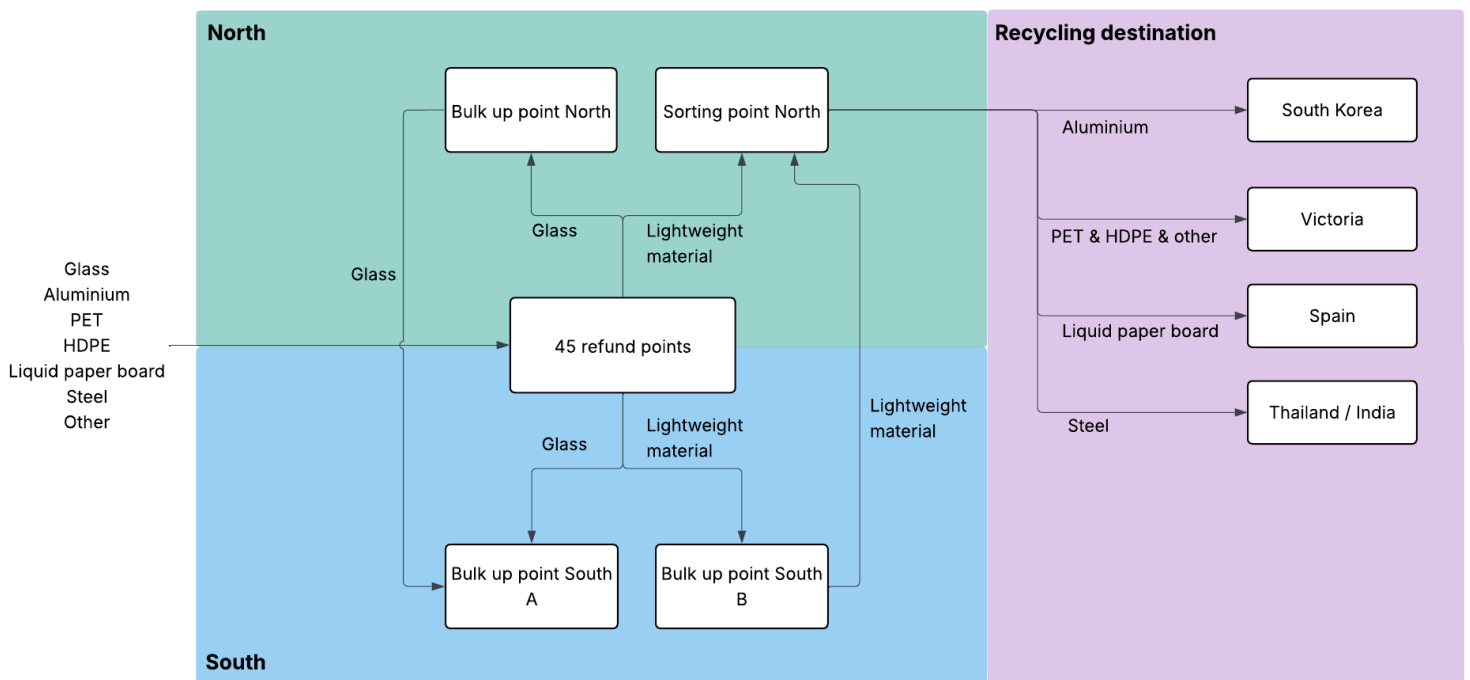 North
Recycling destination
Bulk up point North
Sorting point North
South Korea
Aluminium
Victoria
PET & HDPE & other
Glass
Lightweight
material
Glass
Glass
Aluminium
PET
HDPE
Liquid paper board
Steel
Other
45 refund points
Spain
Liquid paper board
Thailand / India
Steel
Lightweight
material
Glass
Lightweight
material
Bulk up point South
A
Bulk up point South
B
South